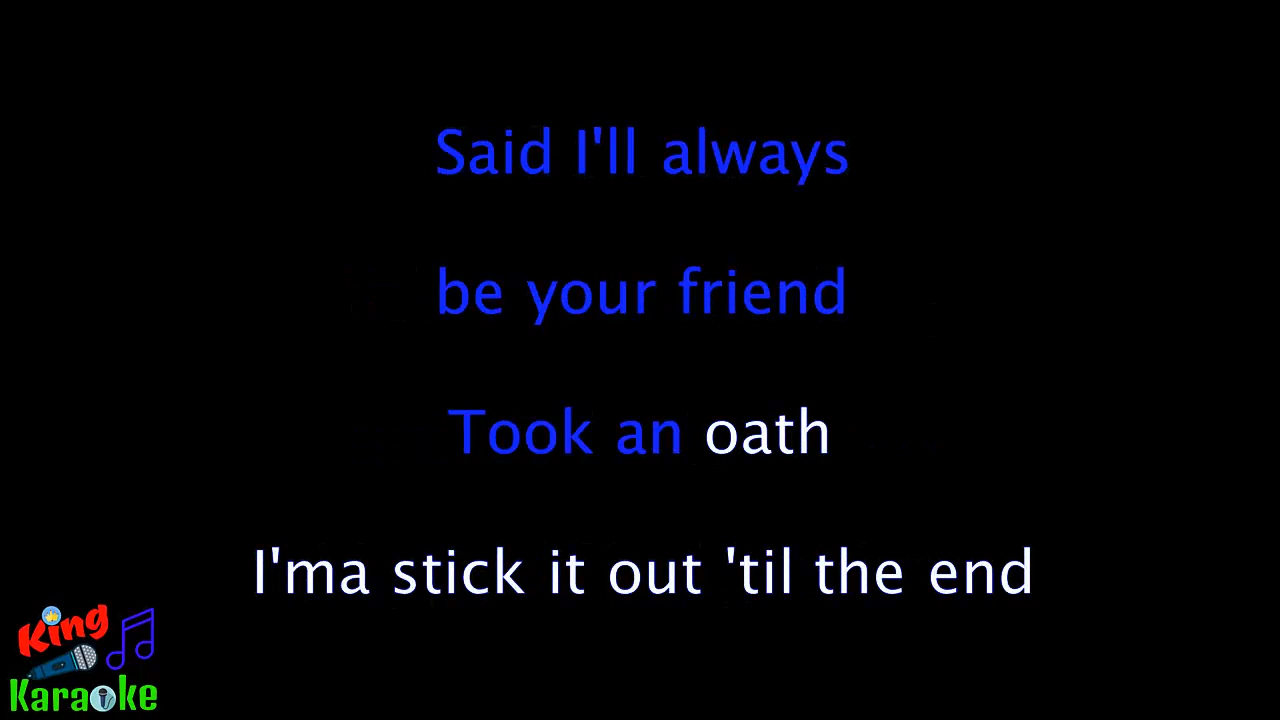 Said I'll always
be your friend
Took an oath
I'ma stick it out 'til the end
King
Karaoke